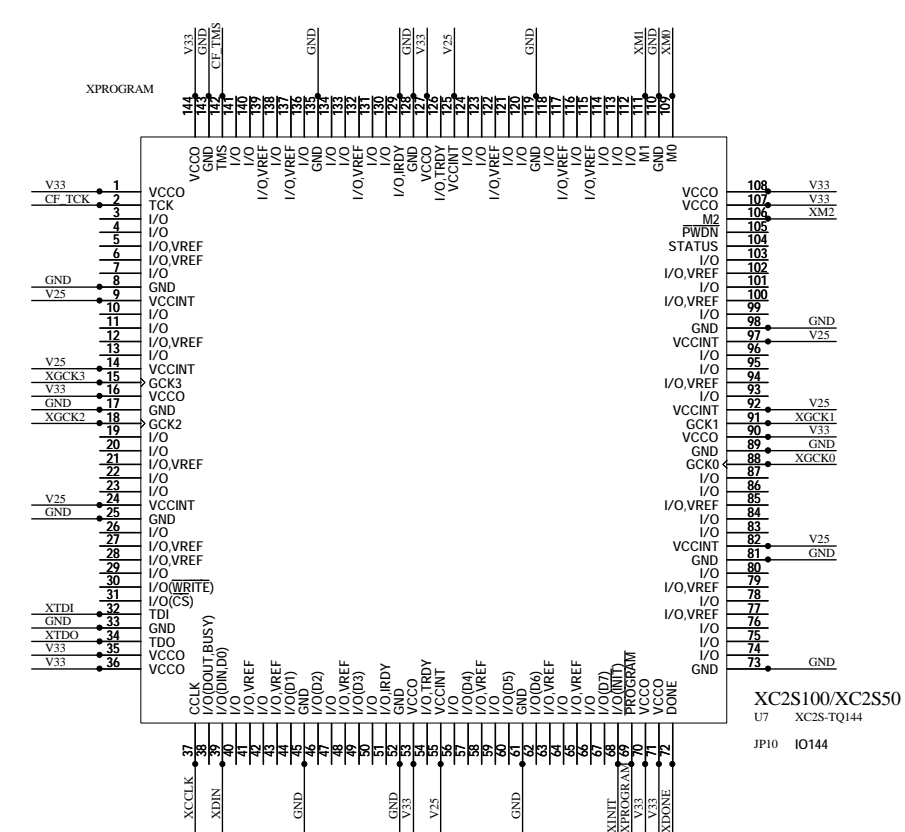 V33 GND CF_TMS GND GND V33 V25 GND XM1 GND XM0
XPROGRAM
144 143 142 141 140 139 138 137 136 135 134 133 132 131 130 129 128 127 126 125 124 123 122 121 120 119 118 117 116 115 114 113 112 111 110 109
VCCO GND TMS I/O I/O I/O,VREF I/O I/O,VREF I/O GND I/O I/O I/O,VREF I/O I/O I/O,IRDY GND VCCO I/O,TRDY VCCINT I/O I/O I/O,VREF I/O I/O GND I/O I/O,VREF I/O I/O,VREF I/O I/O I/O M1 GND M0
V33 1 VCCO
CF_TCK 2 TCK
3 I/O
4 I/O
5 I/O,VREF
6 I/O,VREF
7 I/O
GND 8 GND
V25 9 VCCINT
10 I/O
11 I/O
12 I/O,VREF
13 I/O
V25 14 VCCINT
XGCK3 15 GCK3
V33 16 VCCO
GND 17 GND
XGCK2 18 GCK2
19 I/O
20 I/O
21 I/O,VREF
22 I/O
23 I/O
V25 24 VCCINT
GND 25 GND
26 I/O
27 I/O,VREF
28 I/O,VREF
29 I/O
30 I/O(WRITE)
31 I/O(CS)
XTDI 32 TDI
GND 33 GND
XTDO 34 TDO
V33 35 VCCO
V33 36 VCCO
VCCO 108 V33
VCCO 107 V33
M2 106 XM2
PWDN 105
STATUS 104
I/O 103
I/O,VREF 102
I/O 101
I/O,VREF 100
I/O 99
GND 98 GND
VCCINT 97 V25
I/O 96
I/O 95
I/O,VREF 94
I/O 93
VCCINT 92 V25
GCK1 91 XGCK1
VCCO 90 V33
GND 89 GND
GCK0 88 XGCK0
I/O 87
I/O 86
I/O,VREF 85
I/O 84
I/O 83
VCCINT 82 V25
GND 81 GND
I/O 80
I/O,VREF 79
I/O 78
I/O,VREF 77
I/O 76
I/O 75
I/O 74
GND 73 GND
CCLK I/O(DOUT,BUSY) I/O(DIN,D0) I/O I/O,VREF I/O I/O,VREF I/O(D1) GND I/O(D2) I/O I/O,VREF I/O(D3) I/O I/O,IRDY GND VCCO I/O,TRDY VCCINT I/O I/O(D4) I/O,VREF I/O I/O(D5) GND I/O(D6) I/O,VREF I/O I/O,VREF I/O I/O(D7) I/O(INIT) PROGRAM VCCO VCCO DONE
37 38 39 40 41 42 43 44 45 46 47 48 49 50 51 52 53 54 55 56 57 58 59 60 61 62 63 64 65 66 67 68 69 70 71 72
XCCLK XDIN GND GND V33 V25 GND XINIT XPROGRAM V33 V33 XDONE
XC2S100/XC2S50
U7 XC2S-TQ144
JP10 IO144